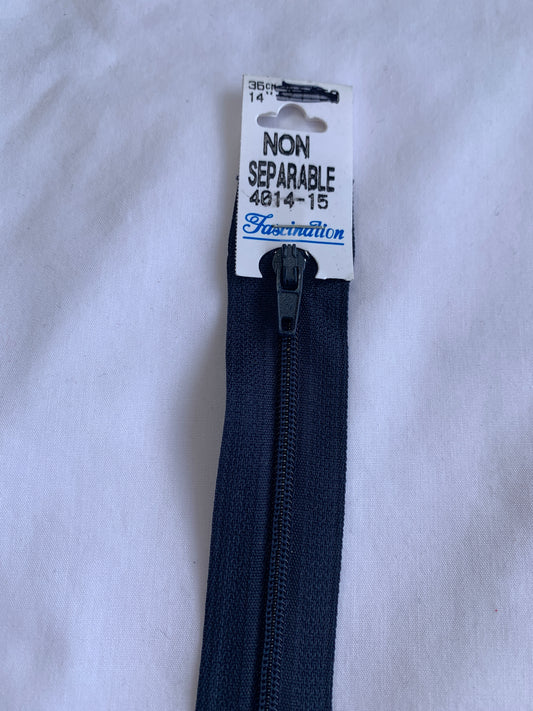 35cm
14"
NON
SEPARABLE
4014-15
Fascination